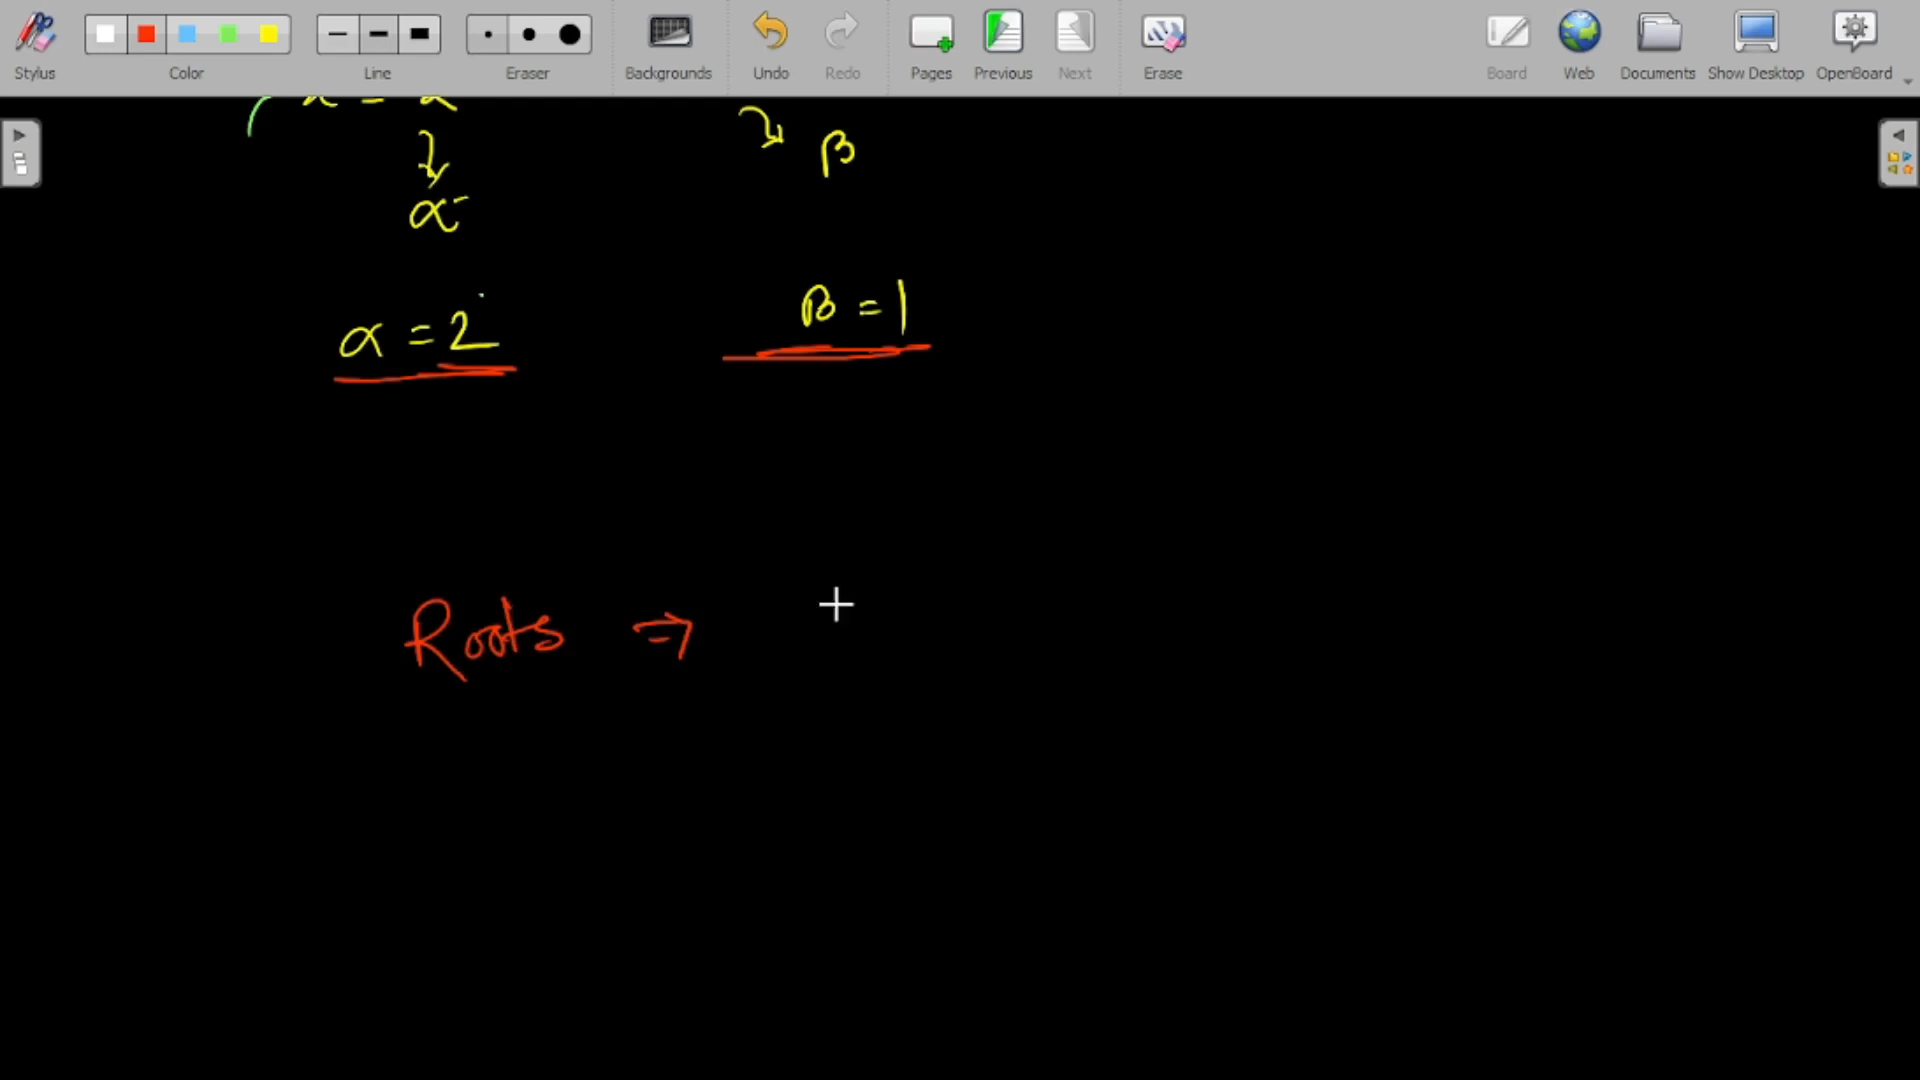 Stylus Color Line Eraser Backgrounds Undo Redo Pages Previous Next Erase Board Web Documents Show Desktop OpenBoard
β
α
α = 2
β = 1
Roots ⇒